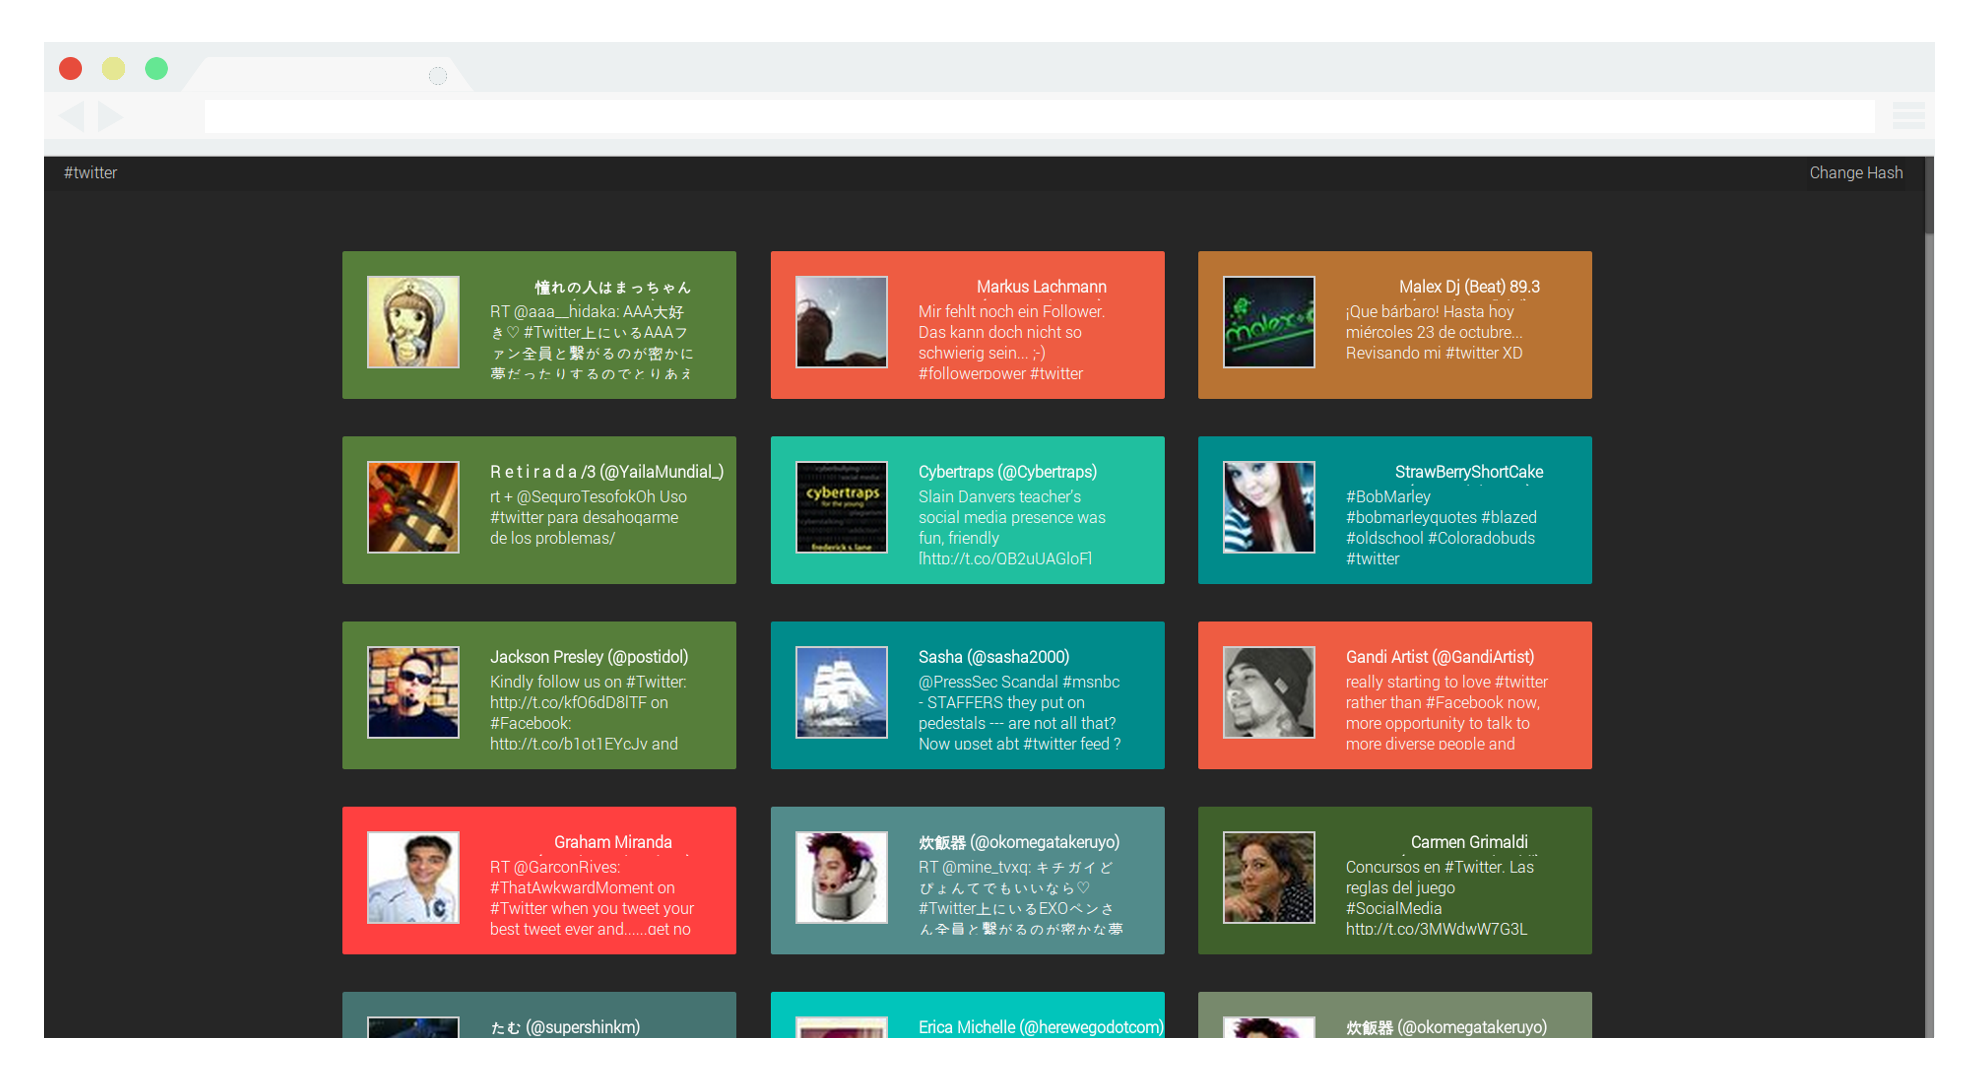 #twitter
Change Hash
憧れの人はまっちゃん
RT @aaa__hidaka: AAA大好
き♡ #Twitter上にいるAAAフ
ァン全員と繋がるのが密かに
夢だったりするのでとりあえ
Markus Lachmann
Mir fehlt noch ein Follower.
Das kann doch nicht so
schwierig sein... ;-)
#followerpower #twitter
Malex Dj (Beat) 89.3
¡Que bárbaro! Hasta hoy
miércoles 23 de octubre...
Revisando mi #twitter XD
R e t i r a d a /3 (@YailaMundial_)
rt + @SequroTesofokOh Uso
#twitter para desahogarme
de los problemas/
cybertraps
for the young
frederick s. lane
Cybertraps (@Cybertraps)
Slain Danvers teacher's
social media presence was
fun, friendly
[http://t.co/OB2uUAGloF]
StrawBerryShortCake
#BobMarley
#bobmarleyquotes #blazed
#oldschool #Coloradobuds
#twitter
Jackson Presley (@postidol)
Kindly follow us on #Twitter:
http://t.co/kfO6dD8lTF on
#Facebook:
http://t.co/b1ot1EYcJv and
Sasha (@sasha2000)
@PressSec Scandal #msnbc
- STAFFERS they put on
pedestals --- are not all that?
Now upset abt #twitter feed ?
Gandi Artist (@GandiArtist)
really starting to love #twitter
rather than #Facebook now,
more opportunity to talk to
more diverse people and
Graham Miranda
RT @GarconRives:
#ThatAwkwardMoment on
#Twitter when you tweet your
best tweet ever and......get no
炊飯器 (@okomegatakeruyo)
RT @mine_tvxq: キチガイど
ぴょんてでもいいなら♡
#Twitter上にいるEXOペンさ
ん全員と繋がるのが密かな夢
Carmen Grimaldi
Concursos en #Twitter. Las
reglas del juego
#SocialMedia
http://t.co/3MWdwW7G3L
たむ (@supershinkm)
Erica Michelle (@herewegodotcom)
炊飯器 (@okomegatakeruyo)